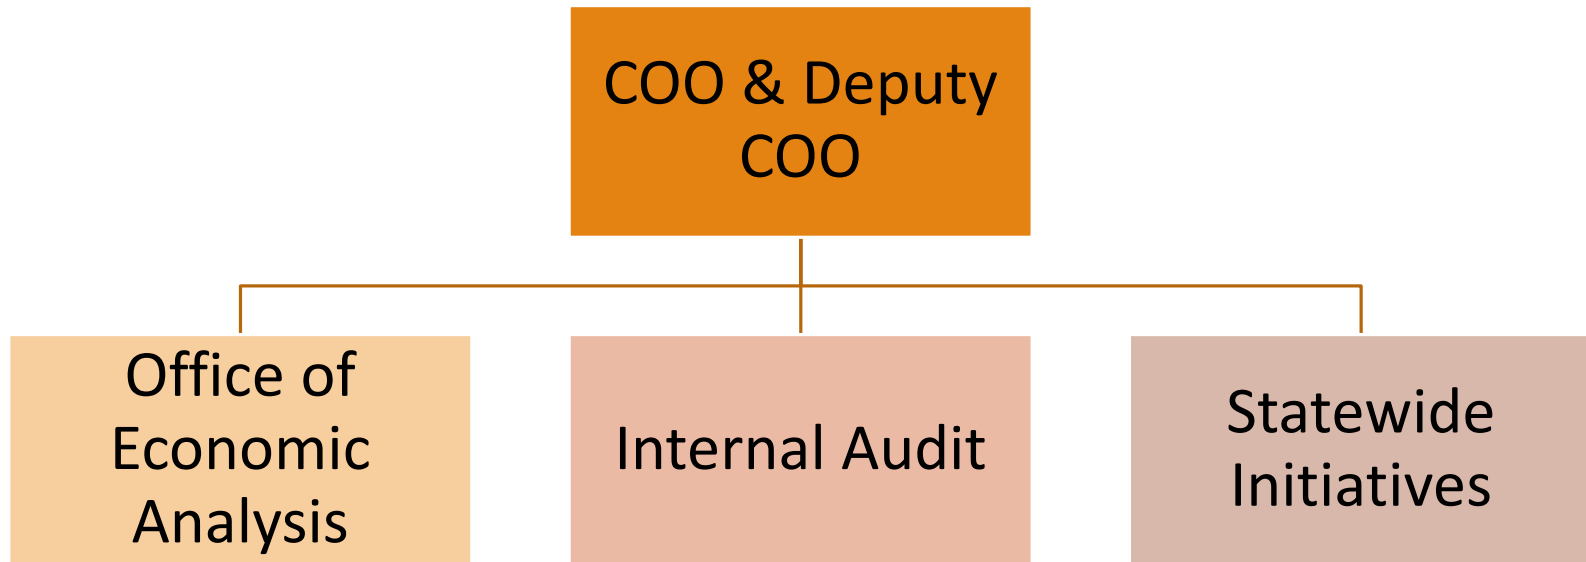 COO & Deputy
COO
Office of
Economic
Analysis
Internal Audit
Statewide
Initiatives